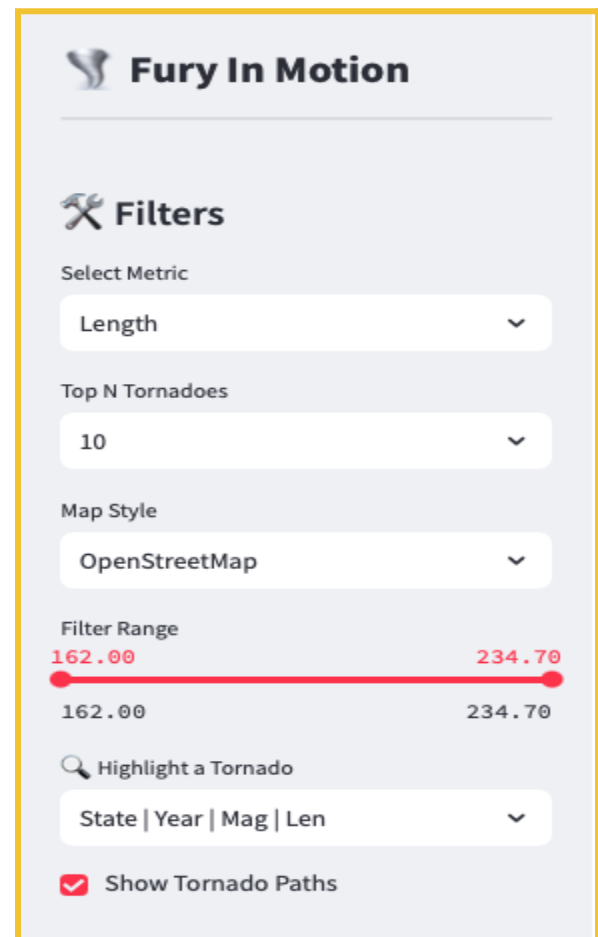 Fury In Motion
Filters
Select Metric
Length
Top N Tornadoes
10
Map Style
OpenStreetMap
Filter Range
162.00 234.70
162.00 234.70
Highlight a Tornado
State | Year | Mag | Len
Show Tornado Paths